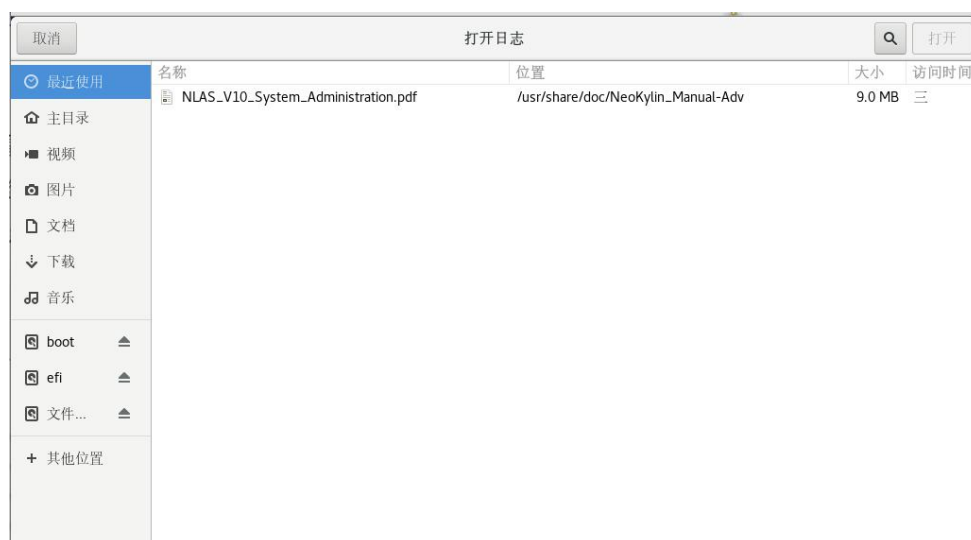 取消 打开日志 打开
最近使用
主目录
视频
图片
文档
下载
音乐
boot
efi
文件...
其他位置
名称 位置 大小 访问时间
NLAS_V10_System_Administration.pdf /usr/share/doc/NeoKylin_Manual-Adv 9.0 MB 三